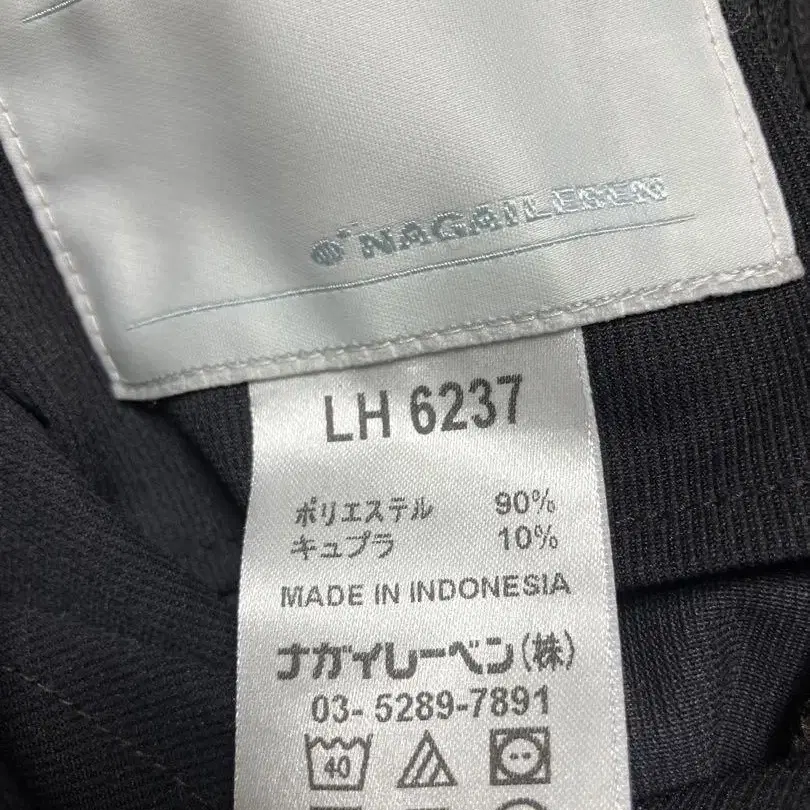 NAGAILEBEN
LH 6237
ポリエステル 90%
キュプラ 10%
MADE IN INDONESIA
ナガイレーベン(株)
03- 5289-7891
40